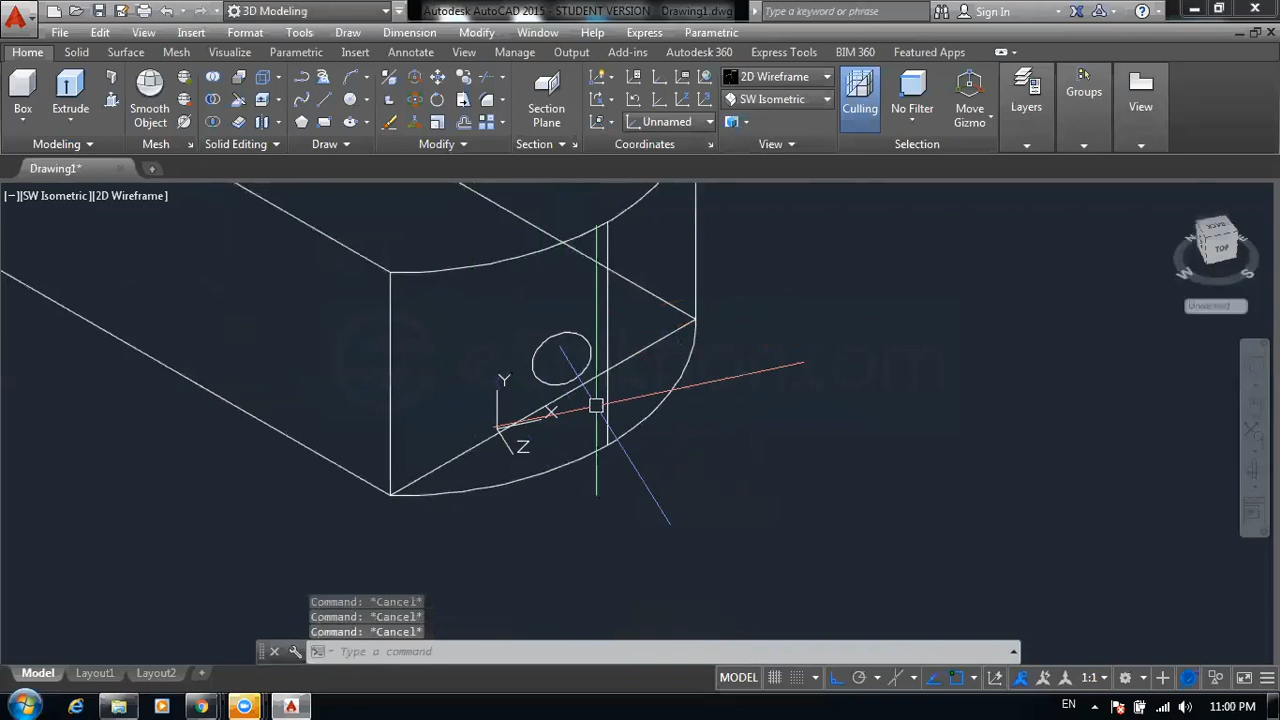 3D Modeling
Autodesk AutoCAD 2015 - STUDENT VERSION Drawing1.dwg
Type a keyword or phrase
Sign In
File Edit View Insert Format Tools Draw Dimension Modify Window Help Express Parametric
Home Solid Surface Mesh Visualize Parametric Insert Annotate View Manage Output Add-ins Autodesk 360 Express Tools BIM 360 Featured Apps
2D Wireframe
SW Isometric
Unnamed
Box Extrude Smooth Object Section Plane Culling No Filter Move Gizmo Layers Groups View
Modeling Mesh Solid Editing Draw Modify Section Coordinates View Selection
Drawing1*
[−][SW Isometric][2D Wireframe]
BACK
TOP
W S E
Unnamed
Y
X
Z
Command: *Cancel*
Command: *Cancel*
Command: *Cancel*
Type a command
Model Layout1 Layout2
MODEL 1:1
EN 11:00 PM